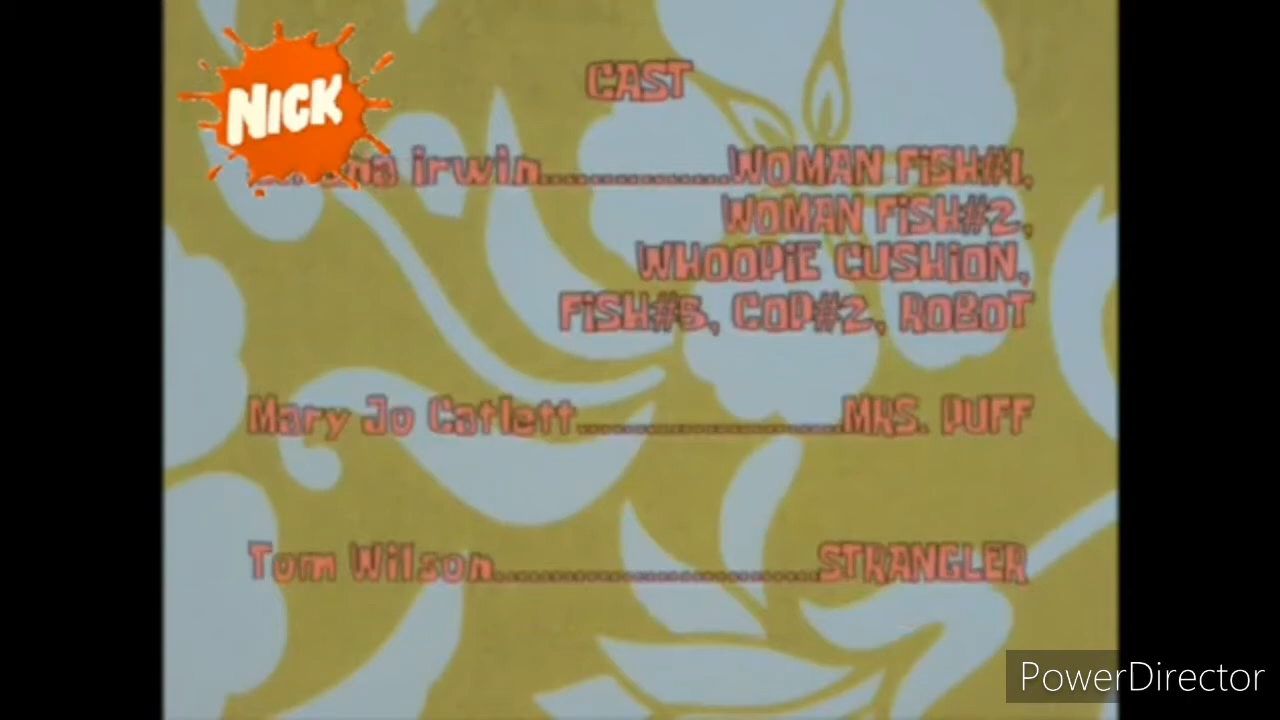 NICK
CAST
irwin..................WOMAN FiSH#1,
WOMAN FiSH#2,
WHOOPiE CUSHiON,
FiSH#5, COP#2, ROBOT
Mary Jo Catlett..........................MRS. PUFF
Tom Wilson................................STRANGLER
PowerDirector